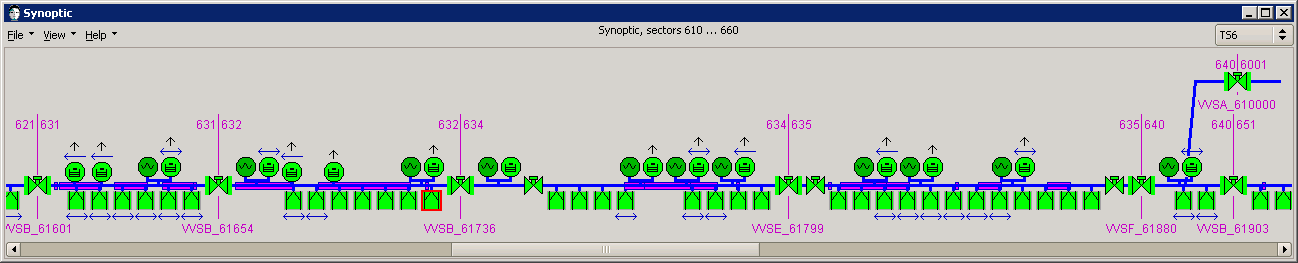 Synoptic
File View Help
Synoptic, sectors 610 ... 660
TS6
640 6001
VVSA_610000
621 631
631 632
632 634
634 635
635 640
640 651
VVSB_61601
VVSB_61654
VVSB_61736
VVSE_61799
VVSF_61880
VVSB_61903